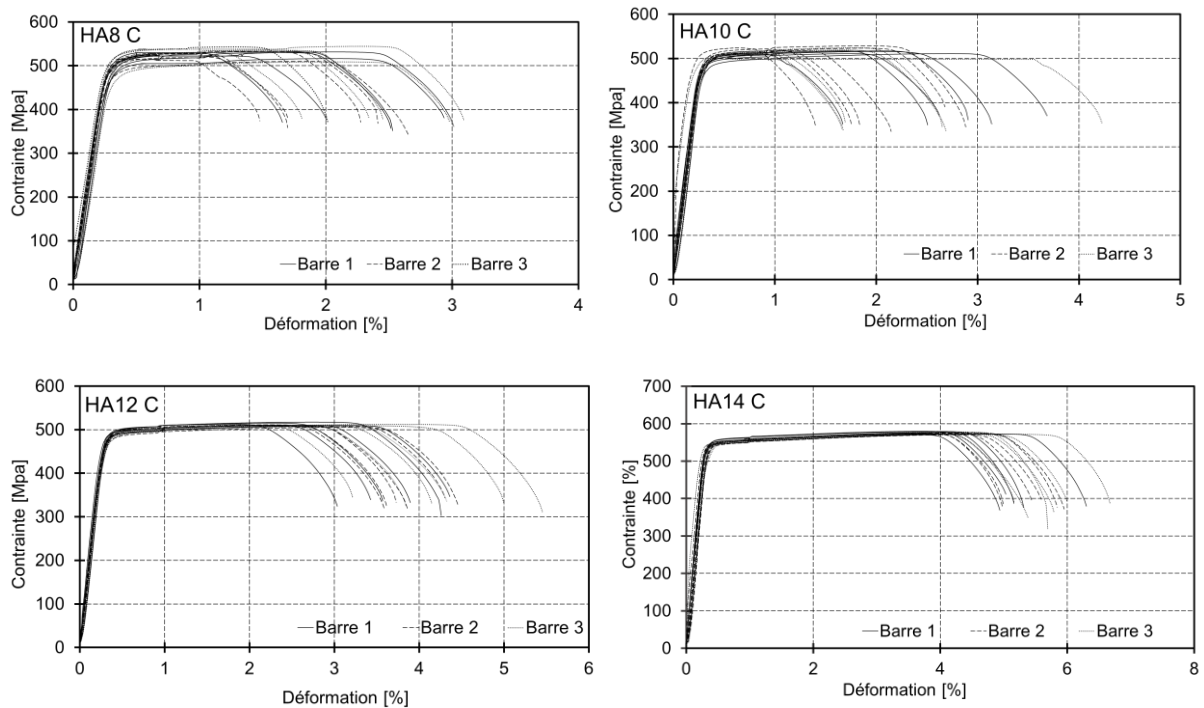 HA8 C
Contrainte [Mpa]
600
500
400
300
200
100
0
Barre 1 Barre 2 Barre 3
0 1 2 3 4
Déformation [%]
HA10 C
Contrainte [Mpa]
600
500
400
300
200
100
0
Barre 1 Barre 2 Barre 3
0 1 2 3 4 5
Déformation [%]
HA12 C
Contrainte [Mpa]
600
500
400
300
200
100
0
Barre 1 Barre 2 Barre 3
0 1 2 3 4 5 6
Déformation [%]
HA14 C
Contrainte [%]
700
600
500
400
300
200
100
0
Barre 1 Barre 2 Barre 3
0 2 4 6 8
Déformation [%]